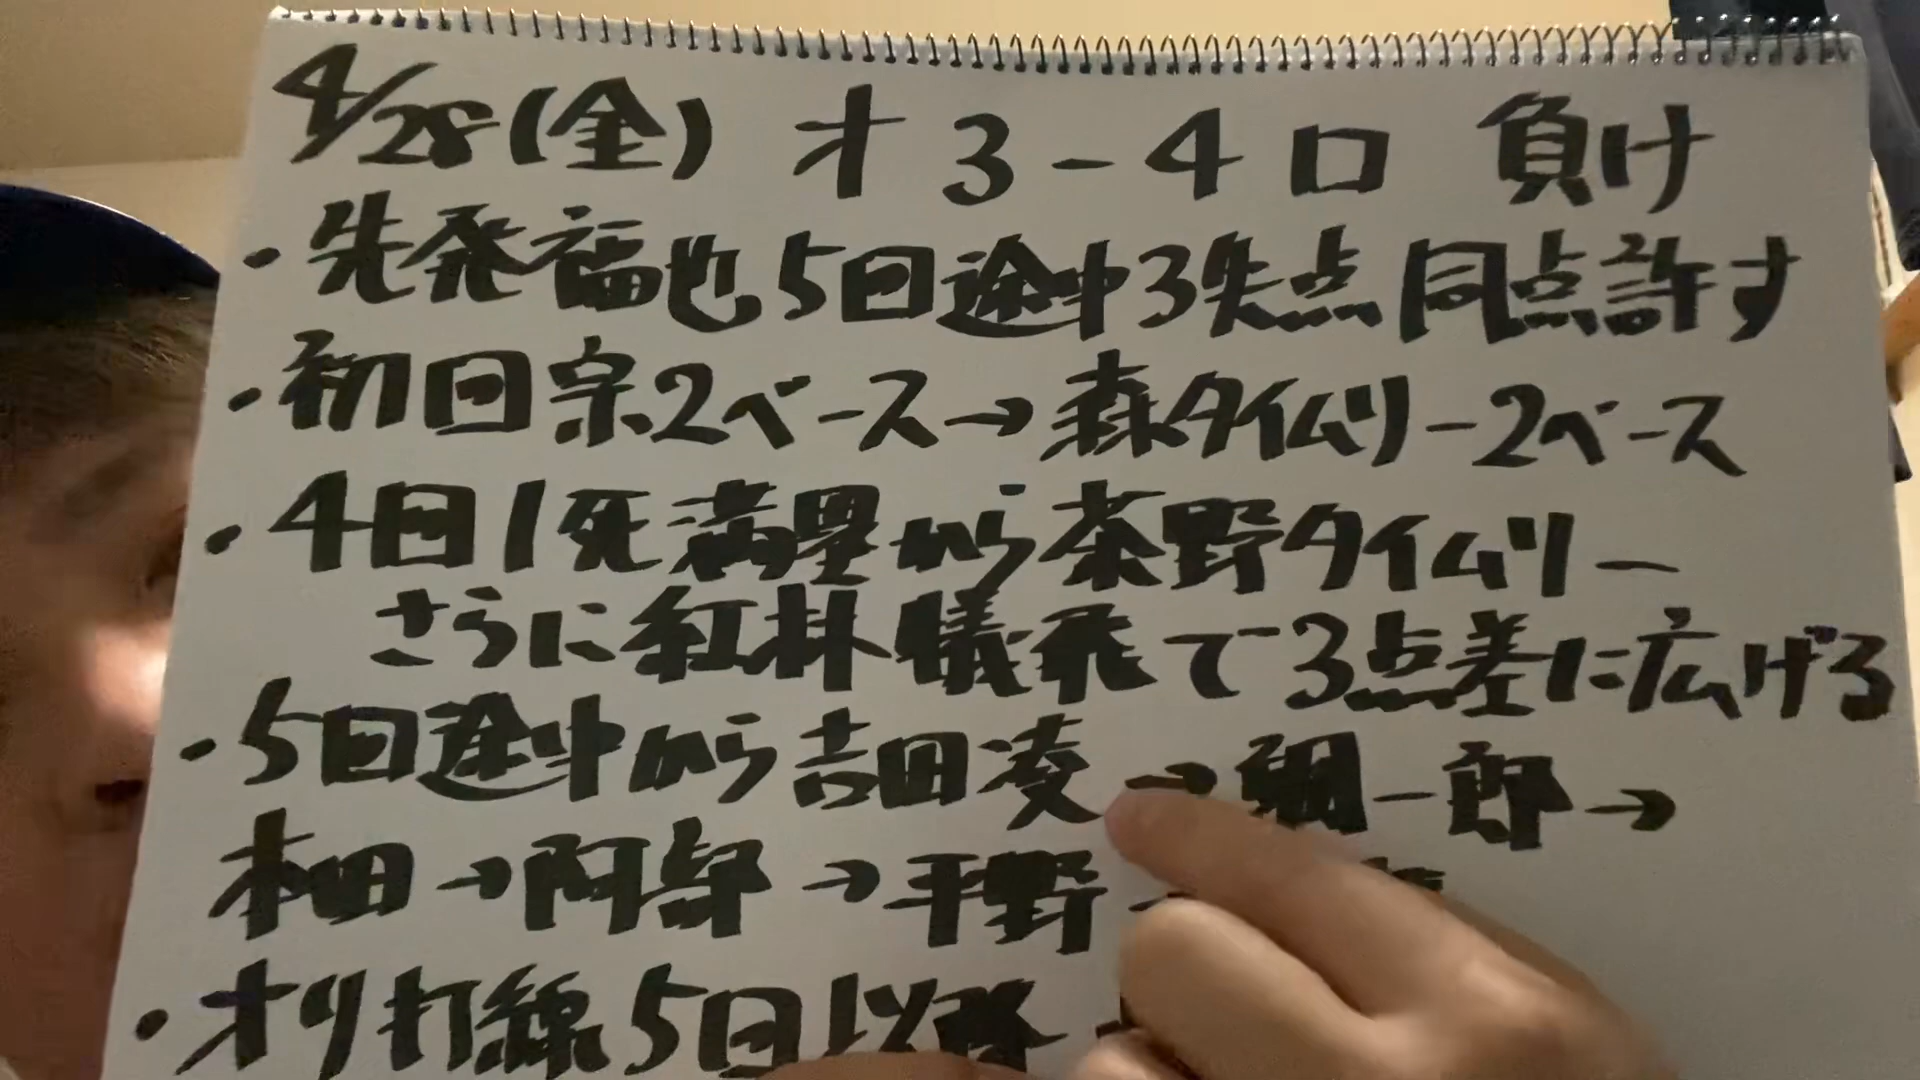 4/28(金) オ 3-4 ロ 負け
・先発福也5回途中3失点同点許す
・初回宗2ベース→森タイムリー2ベース
・4回1死満塁から茶野タイムリー
さらに紅林犠飛で3点差に広げる
・5回途中から吉田凌→綱一郎→
本田→阿部→平野
・オリ打線5回以降